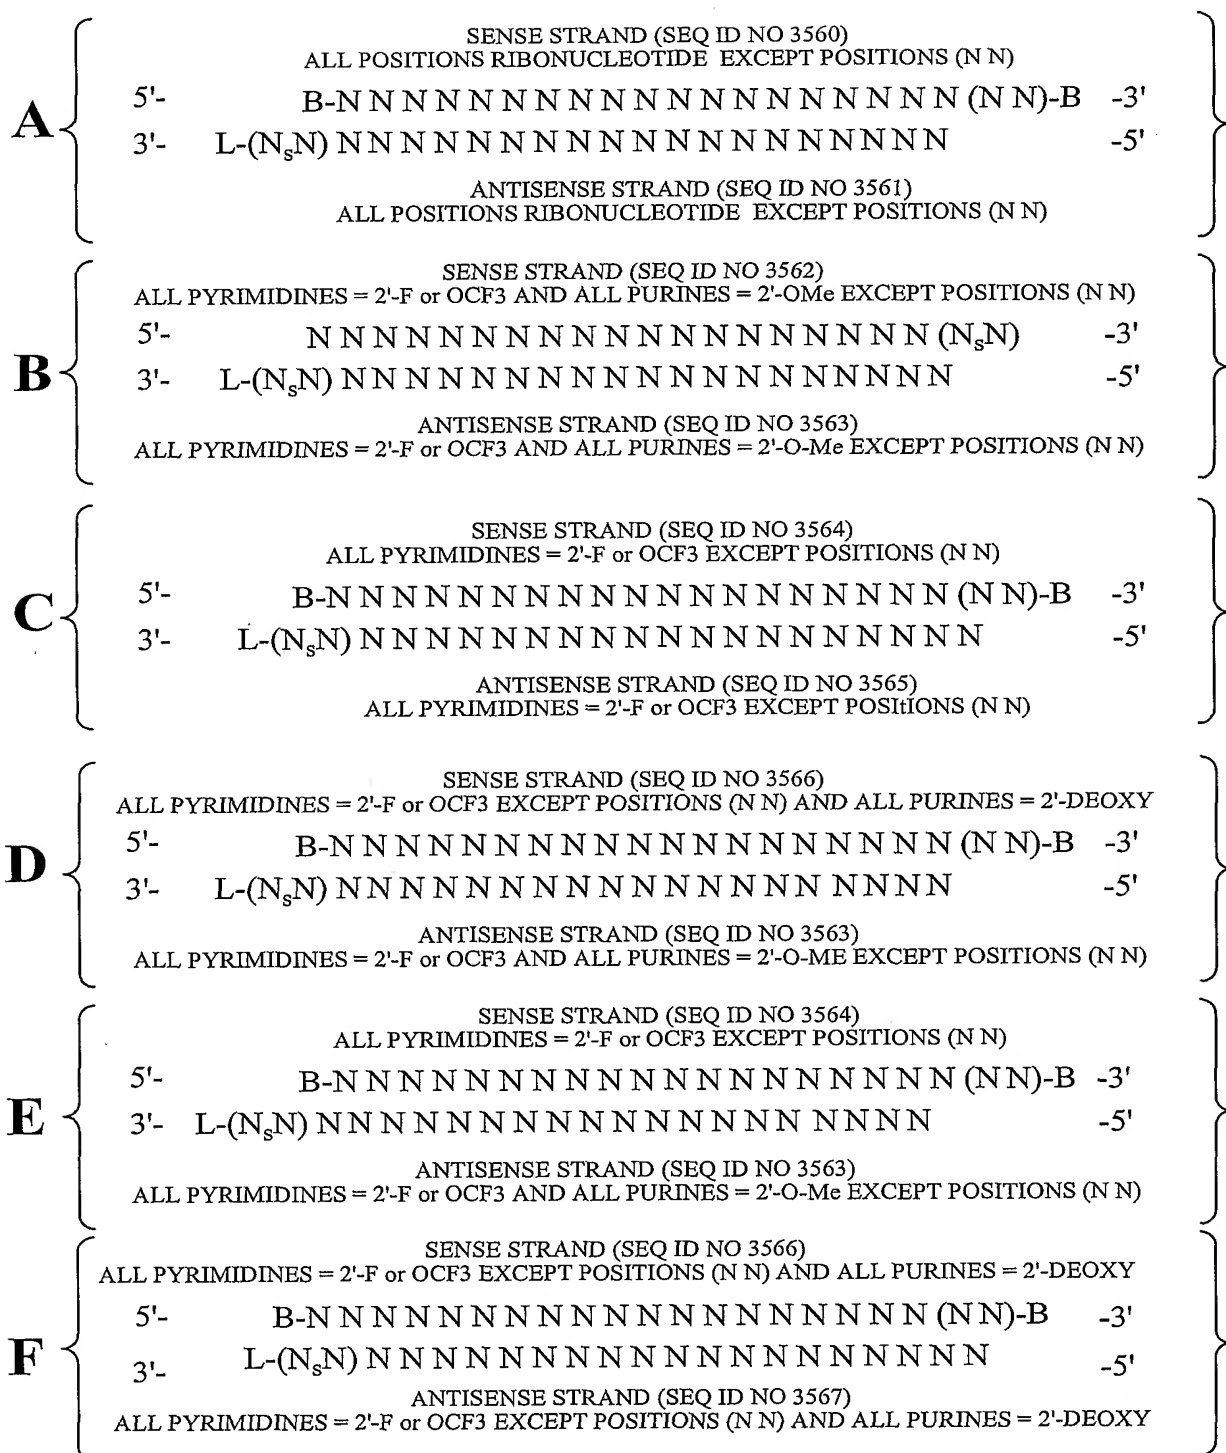 SENSE STRAND (SEQ ID NO 3560)
ALL POSITIONS RIBONUCLEOTIDE EXCEPT POSITIONS (N N)
5'- B-N N N N N N N N N N N N N N N N N N N (N N)-B -3'
A
3'- L-(NsN) N N N N N N N N N N N N N N N N N N N -5'
ANTISENSE STRAND (SEQ ID NO 3561)
ALL POSITIONS RIBONUCLEOTIDE EXCEPT POSITIONS (N N)
SENSE STRAND (SEQ ID NO 3562)
ALL PYRIMIDINES = 2'-F or OCF3 AND ALL PURINES = 2'-OMe EXCEPT POSITIONS (N N)
5'- N N N N N N N N N N N N N N N N N N N (NsN) -3'
B
3'- L-(NsN) N N N N N N N N N N N N N N N N N N N -5'
ANTISENSE STRAND (SEQ ID NO 3563)
ALL PYRIMIDINES = 2'-F or OCF3 AND ALL PURINES = 2'-O-Me EXCEPT POSITIONS (N N)
SENSE STRAND (SEQ ID NO 3564)
ALL PYRIMIDINES = 2'-F or OCF3 EXCEPT POSITIONS (N N)
5'- B-N N N N N N N N N N N N N N N N N N N (N N)-B -3'
C
3'- L-(NsN) N N N N N N N N N N N N N N N N N N N -5'
ANTISENSE STRAND (SEQ ID NO 3565)
ALL PYRIMIDINES = 2'-F or OCF3 EXCEPT POSItIONS (N N)
SENSE STRAND (SEQ ID NO 3566)
ALL PYRIMIDINES = 2'-F or OCF3 EXCEPT POSITIONS (N N) AND ALL PURINES = 2'-DEOXY
5'- B-N N N N N N N N N N N N N N N N N N N (N N)-B -3'
D
3'- L-(NsN) N N N N N N N N N N N N N N N N N N N -5'
ANTISENSE STRAND (SEQ ID NO 3563)
ALL PYRIMIDINES = 2'-F or OCF3 AND ALL PURINES = 2'-O-ME EXCEPT POSITIONS (N N)
SENSE STRAND (SEQ ID NO 3564)
ALL PYRIMIDINES = 2'-F or OCF3 EXCEPT POSITIONS (N N)
5'- B-N N N N N N N N N N N N N N N N N N N (N N)-B -3'
E
3'- L-(NsN) N N N N N N N N N N N N N N N N N N N -5'
ANTISENSE STRAND (SEQ ID NO 3563)
ALL PYRIMIDINES = 2'-F or OCF3 AND ALL PURINES = 2'-O-Me EXCEPT POSITIONS (N N)
SENSE STRAND (SEQ ID NO 3566)
ALL PYRIMIDINES = 2'-F or OCF3 EXCEPT POSITIONS (N N) AND ALL PURINES = 2'-DEOXY
5'- B-N N N N N N N N N N N N N N N N N N N (N N)-B -3'
F
3'- L-(NsN) N N N N N N N N N N N N N N N N N N N -5'
ANTISENSE STRAND (SEQ ID NO 3567)
ALL PYRIMIDINES = 2'-F or OCF3 EXCEPT POSITIONS (N N) AND ALL PURINES = 2'-DEOXY